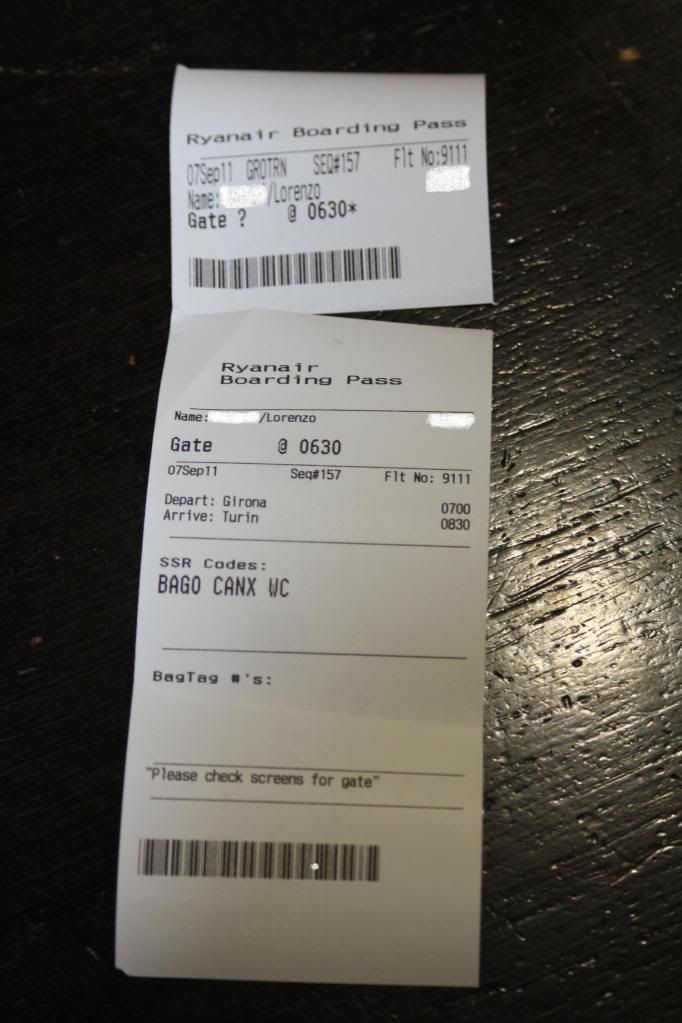 Ryanair Boarding Pass
07Sep11 GROTRN SEQ#157 Flt No:9111
Name: /Lorenzo
Gate ? @ 0630*
Ryanair
Boarding Pass
Name: /Lorenzo
Gate @ 0630
07Sep11 Seq#157 Flt No: 9111
Depart: Girona 0700
Arrive: Turin 0830
SSR Codes:
BAGO CANX WC
BagTag #'s:
"Please check screens for gate"